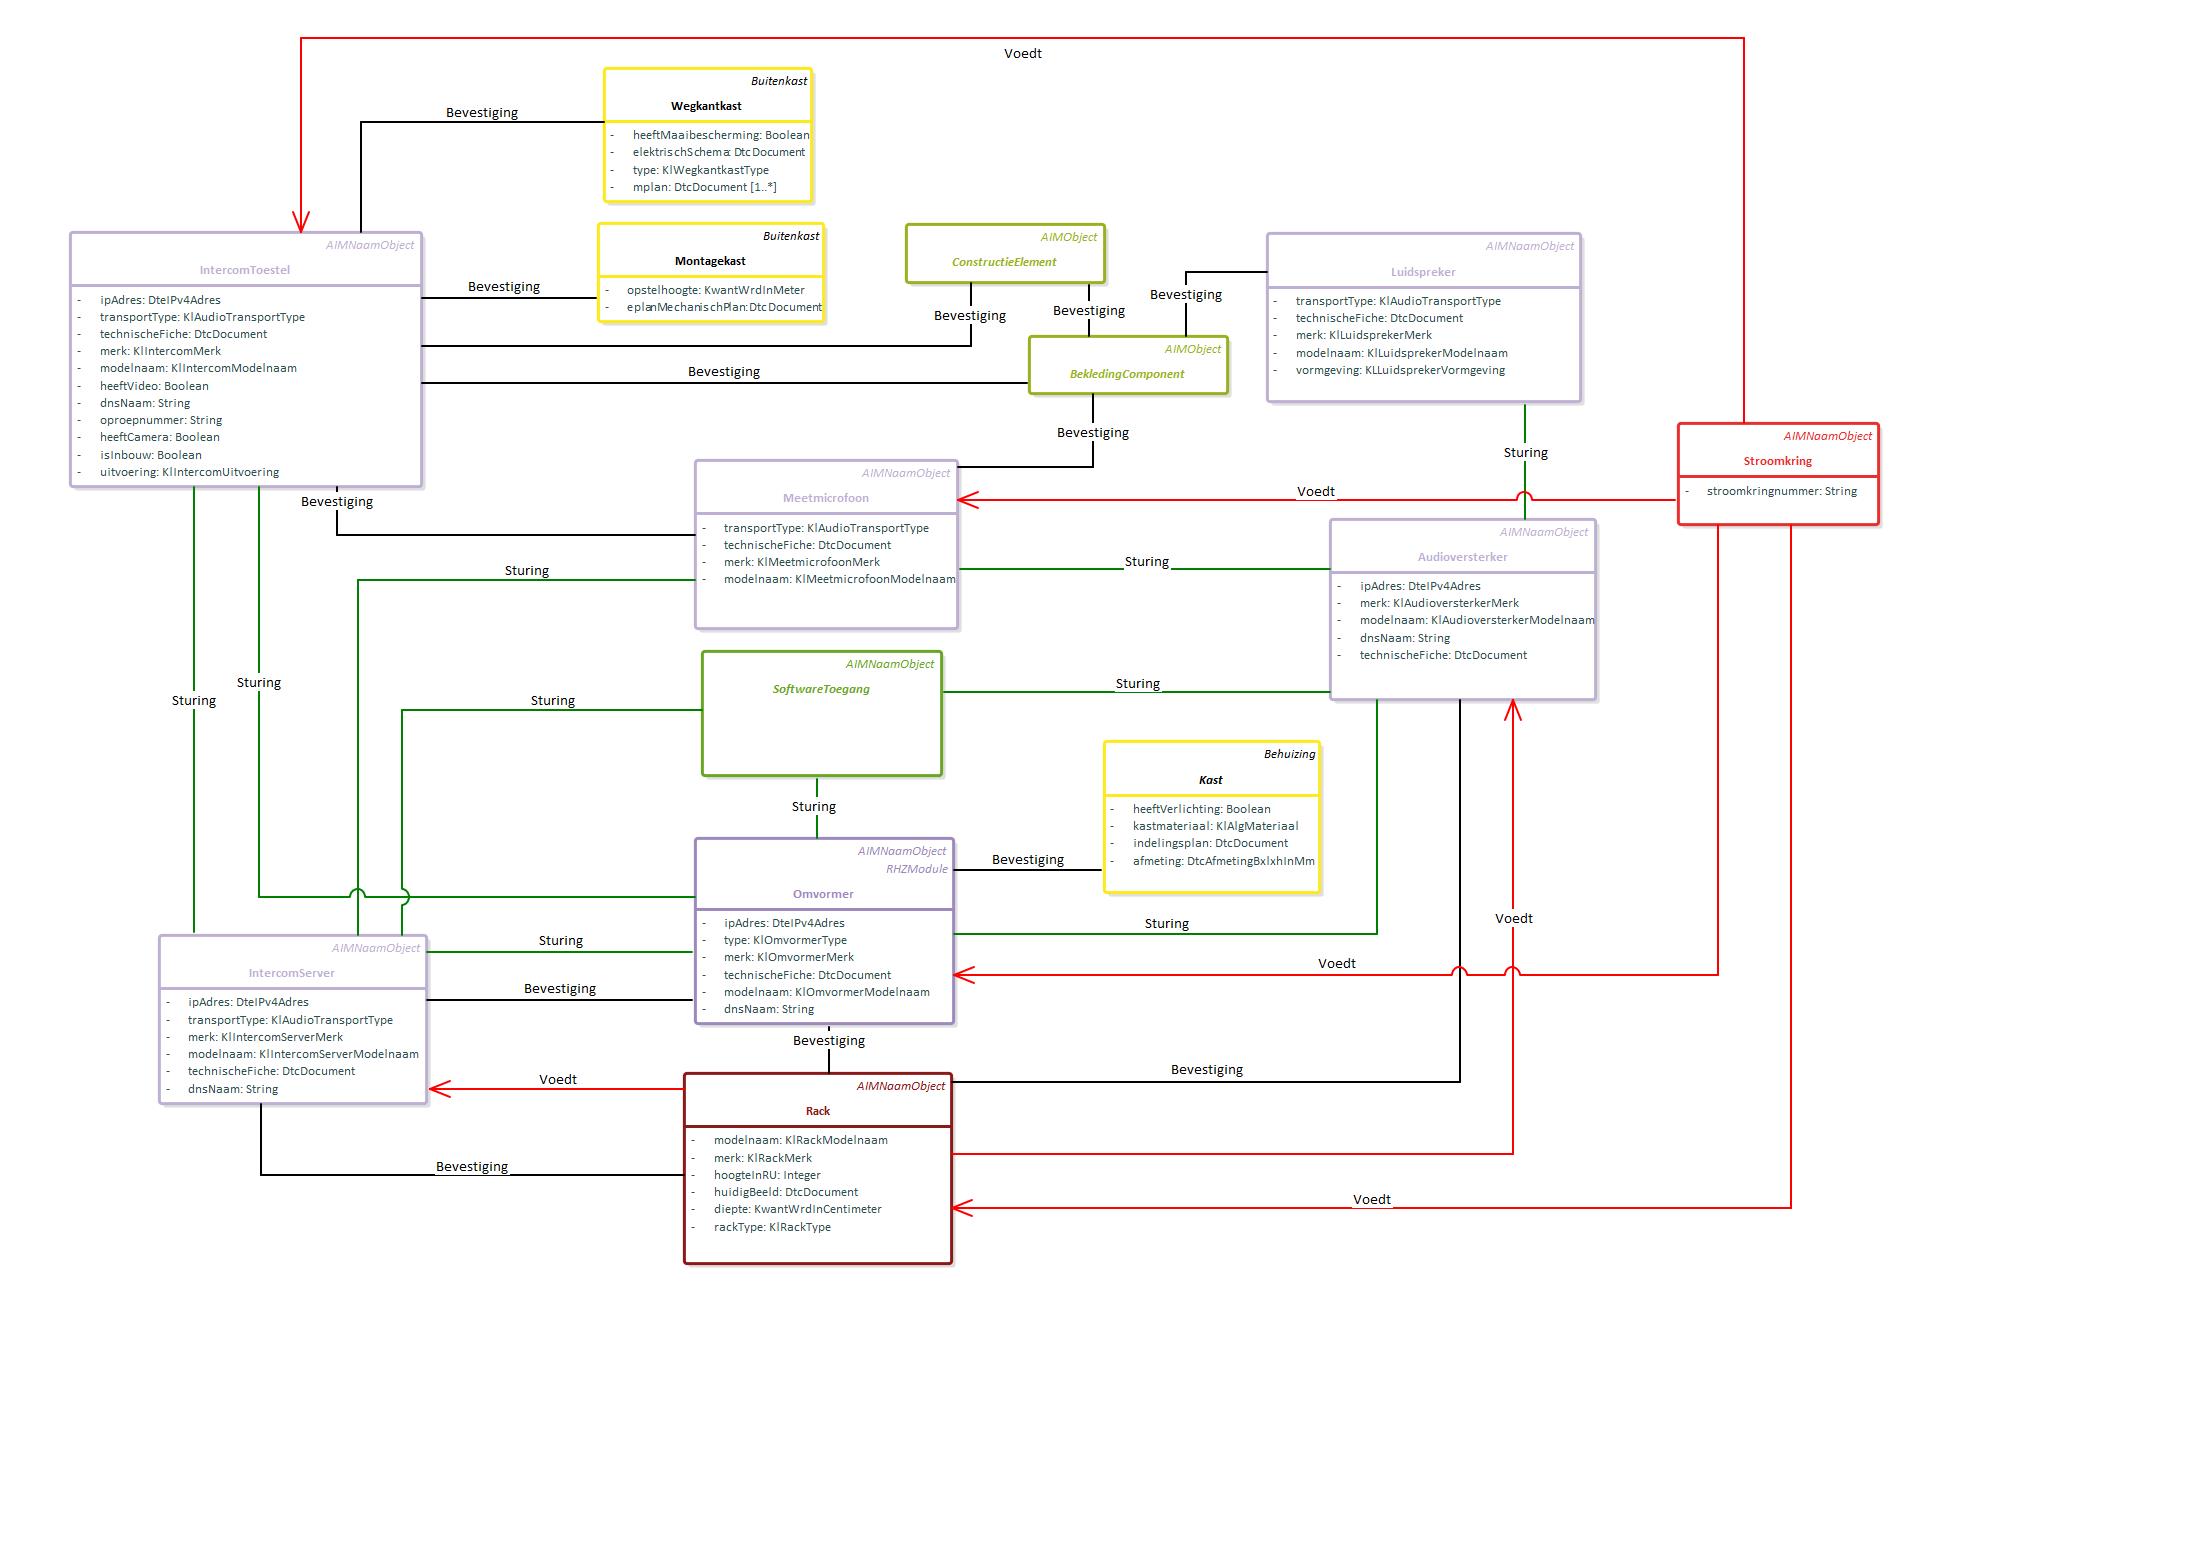 Voedt
Buitenkast
Wegkantkast
- heeftMaaibescherming: Boolean
- elektrischSchema: DtcDocument
- type: KlWegkantkastType
- mplan: DtcDocument [1..*]
Bevestiging
Buitenkast
Montagekast
- opstelhoogte: KwantWrdInMeter
- eplanMechanischPlan:DtcDocument
Bevestiging
AIMNaamObject
IntercomToestel
- ipAdres: DteIPv4Adres
- transportType: KlAudioTransportType
- technischeFiche: DtcDocument
- merk: KlIntercomMerk
- modelnaam: KlIntercomModelnaam
- heeftVideo: Boolean
- dnsNaam: String
- oproepnummer: String
- heeftCamera: Boolean
- isInbouw: Boolean
- uitvoering: KlIntercomUitvoering
AIMObject
ConstructieElement
Bevestiging
Bevestiging
Bevestiging
AIMObject
BekledingComponent
Bevestiging
Bevestiging
AIMNaamObject
Luidspreker
- transportType: KlAudioTransportType
- technischeFiche: DtcDocument
- merk: KlLuidsprekerMerk
- modelnaam: KlLuidsprekerModelnaam
- vormgeving: KLLuidsprekerVormgeving
Sturing
AIMNaamObject
Stroomkring
- stroomkringnummer: String
Bevestiging
AIMNaamObject
Meetmicrofoon
- transportType: KlAudioTransportType
- technischeFiche: DtcDocument
- merk: KlMeetmicrofoonMerk
- modelnaam: KlMeetmicrofoonModelnaam
Voedt
Sturing
Sturing
AIMNaamObject
Audioversterker
- ipAdres: DteIPv4Adres
- merk: KlAudioversterkerMerk
- modelnaam: KlAudioversterkerModelnaam
- dnsNaam: String
- technischeFiche: DtcDocument
Sturing
Sturing
Sturing
AIMNaamObject
SoftwareToegang
Sturing
Sturing
Behuizing
Kast
- heeftVerlichting: Boolean
- kastmateriaal: KlAlgMateriaal
- indelingsplan: DtcDocument
- afmeting: DtcAfmetingBxlxhInMm
Bevestiging
AIMNaamObject
RHZModule
Omvormer
- ipAdres: DteIPv4Adres
- type: KlOmvormerType
- merk: KlOmvormerMerk
- technischeFiche: DtcDocument
- modelnaam: KlOmvormerModelnaam
- dnsNaam: String
Sturing
Voedt
Voedt
Sturing
Bevestiging
AIMNaamObject
IntercomServer
- ipAdres: DteIPv4Adres
- transportType: KlAudioTransportType
- merk: KlIntercomServerMerk
- modelnaam: KlIntercomServerModelnaam
- technischeFiche: DtcDocument
- dnsNaam: String
Bevestiging
Voedt
Bevestiging
Bevestiging
AIMNaamObject
Rack
- modelnaam: KlRackModelnaam
- merk: KlRackMerk
- hoogteInRU: Integer
- huidigBeeld: DtcDocument
- diepte: KwantWrdInCentimeter
- rackType: KlRackType
Voedt